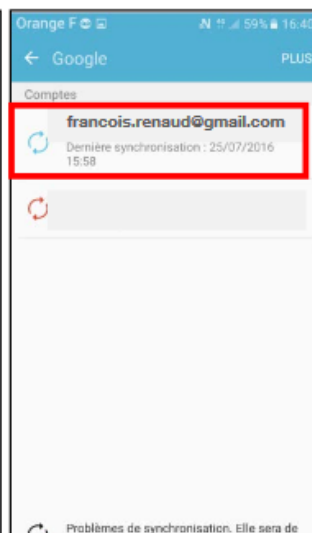 Orange F 59% 16:40
← Google PLUS
Comptes
francois.renaud@gmail.com
Dernière synchronisation : 25/07/2016
15:58
Problèmes de synchronisation. Elle sera de